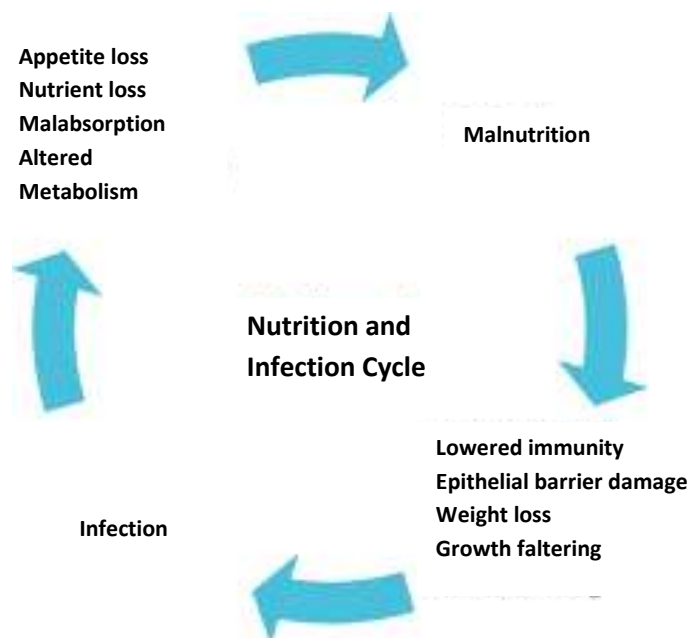 Appetite loss
Nutrient loss
Malabsorption
Altered
Metabolism
Malnutrition
Nutrition and
Infection Cycle
Lowered immunity
Epithelial barrier damage
Weight loss
Growth faltering
Infection